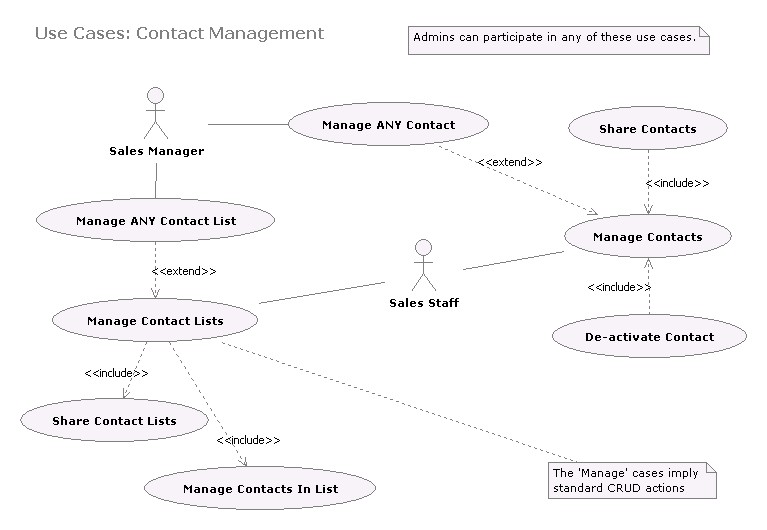 Use Cases: Contact Management
Admins can participate in any of these use cases.
Manage ANY Contact
Share Contacts
Sales Manager
<<extend>>
<<include>>
Manage ANY Contact List
Manage Contacts
<<extend>>
<<include>>
Sales Staff
Manage Contact Lists
De-activate Contact
<<include>>
Share Contact Lists
<<include>>
The 'Manage' cases imply
standard CRUD actions
Manage Contacts In List